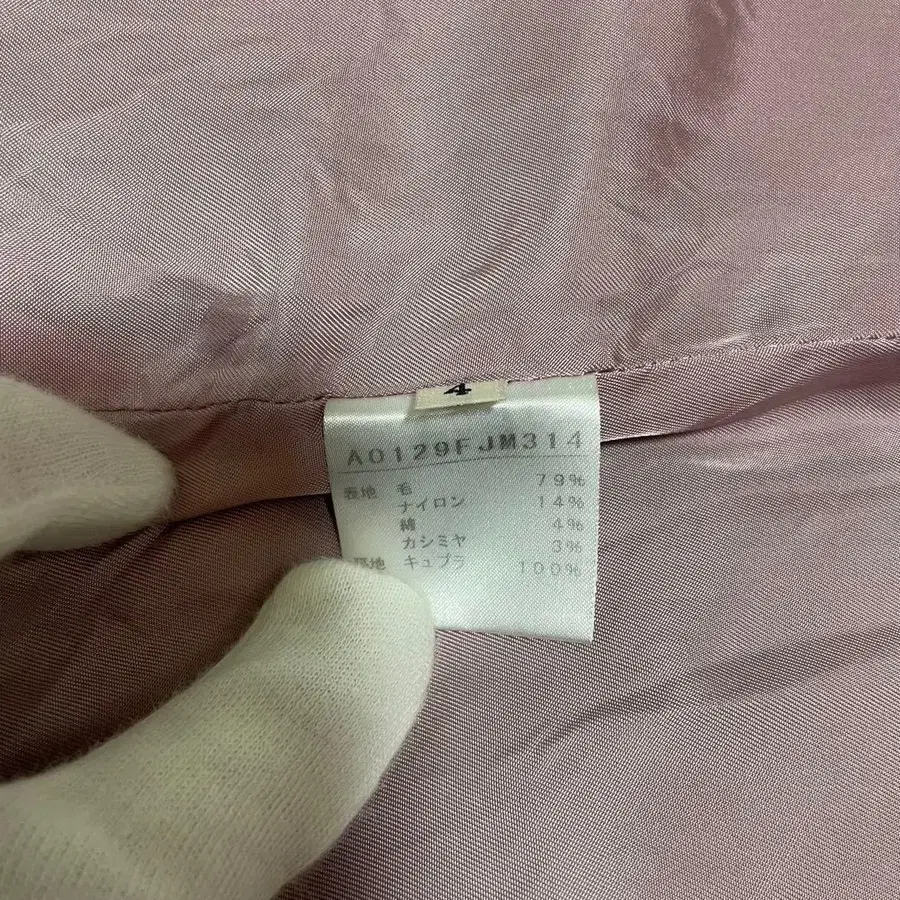 4
A0129FJM314
表地 毛 79%
ナイロン 14%
綿 4%
カシミヤ 3%
裏地 キュプラ 100%